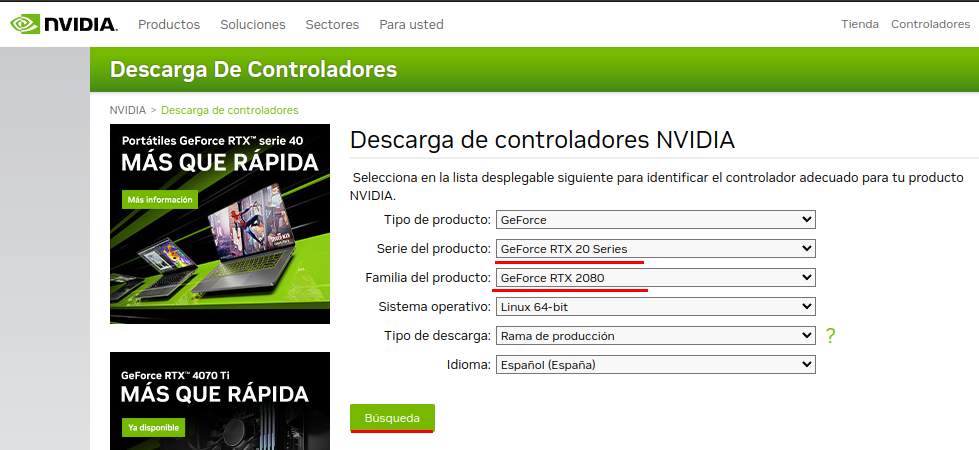 NVIDIA.
Productos
Soluciones
Sectores
Para usted
Tienda
Controladores
Descarga De Controladores
NVIDIA > Descarga de controladores
Portátiles GeForce RTX™ serie 40
MÁS QUE RÁPIDA
Más información
GeForce RTX™ 4070 Ti
MÁS QUE RÁPIDA
Ya disponible
Descarga de controladores NVIDIA
Selecciona en la lista desplegable siguiente para identificar el controlador adecuado para tu producto
NVIDIA.
Tipo de producto: GeForce
Serie del producto: GeForce RTX 20 Series
Familia del producto: GeForce RTX 2080
Sistema operativo: Linux 64-bit
Tipo de descarga: Rama de producción ?
Idioma: Español (España)
Búsqueda